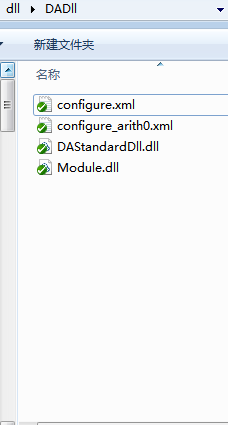 dll ▸ DADll
新建文件夹
名称
configure.xml
configure_arith0.xml
DAStandardDll.dll
Module.dll